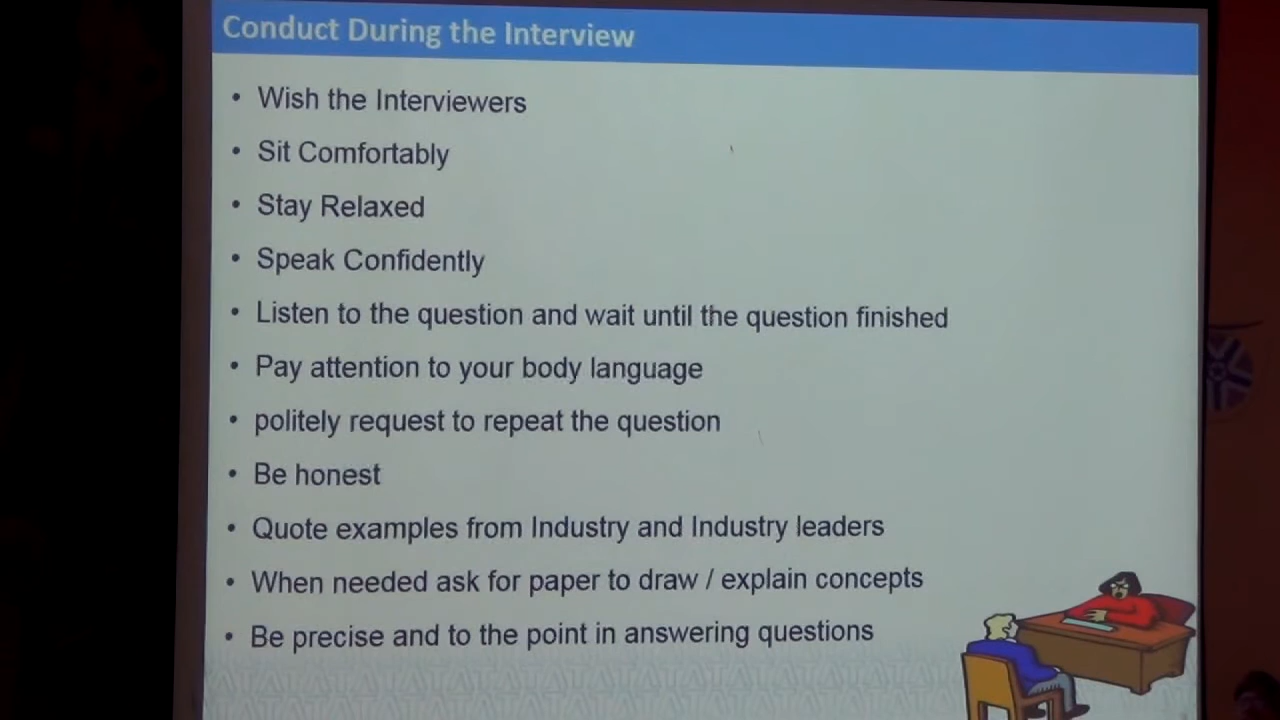 Conduct During the Interview
• Wish the Interviewers
• Sit Comfortably
• Stay Relaxed
• Speak Confidently
• Listen to the question and wait until the question finished
• Pay attention to your body language
• politely request to repeat the question
• Be honest
• Quote examples from Industry and Industry leaders
• When needed ask for paper to draw / explain concepts
• Be precise and to the point in answering questions